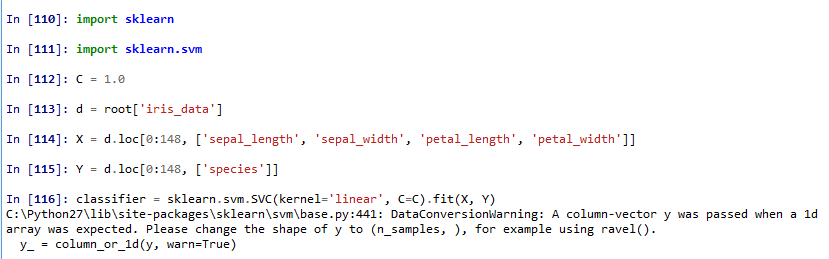 In [110]: import sklearn
In [111]: import sklearn.svm
In [112]: C = 1.0
In [113]: d = root['iris_data']
In [114]: X = d.loc[0:148, ['sepal_length', 'sepal_width', 'petal_length', 'petal_width']]
In [115]: Y = d.loc[0:148, ['species']]
In [116]: classifier = sklearn.svm.SVC(kernel='linear', C=C).fit(X, Y)
C:\Python27\lib\site-packages\sklearn\svm\base.py:441: DataConversionWarning: A column-vector y was passed when a 1d
array was expected. Please change the shape of y to (n_samples, ), for example using ravel().
  y_ = column_or_1d(y, warn=True)